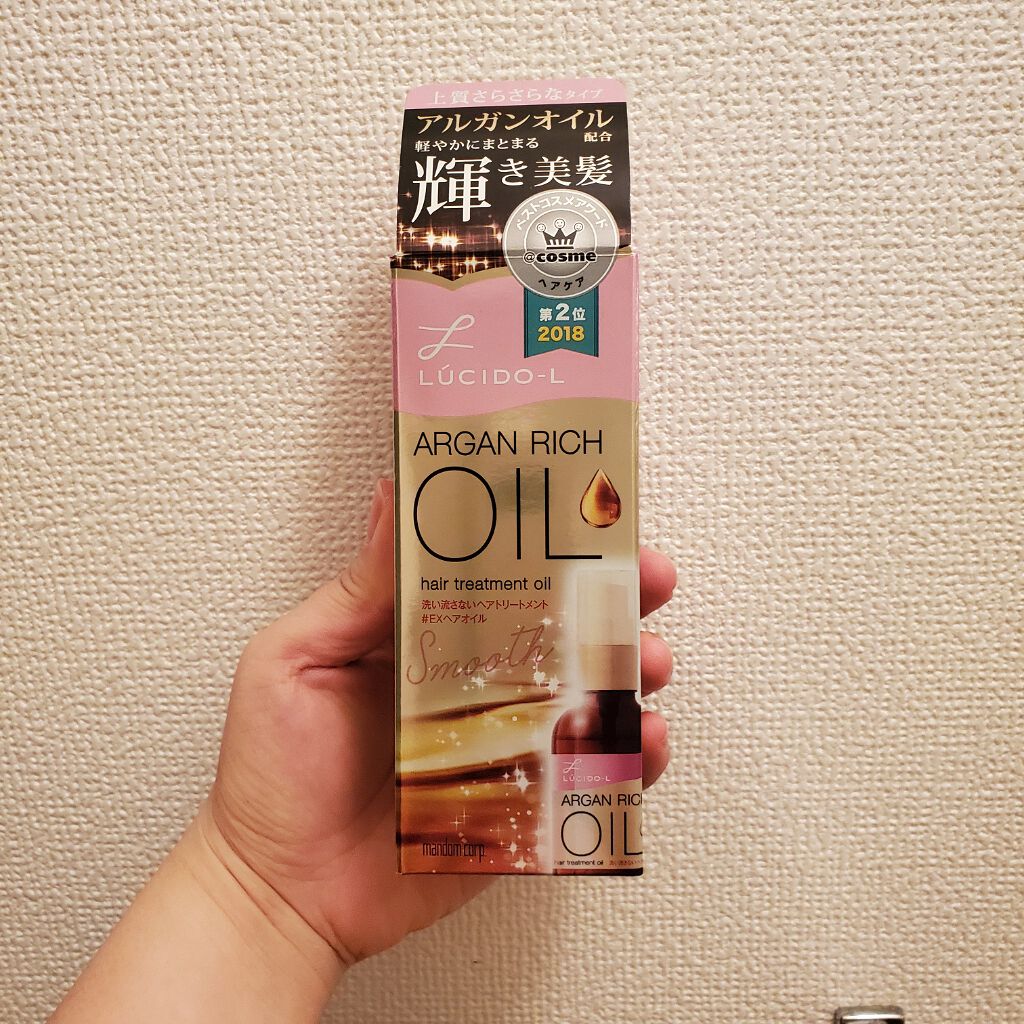 上質さらさらなタイプ
アルガンオイル
配合
軽やかにまとまる
輝き美髪
ベストコスメアワード
@cosme
ヘアケア
第2位
2018
LÚCIDO-L
ARGAN RICH
OIL
hair treatment oil
洗い流さないヘアトリートメント
#EXヘアオイル
Smooth
LÚCIDO-L
ARGAN RICH
OIL
hair treatment oil
mandom corp.